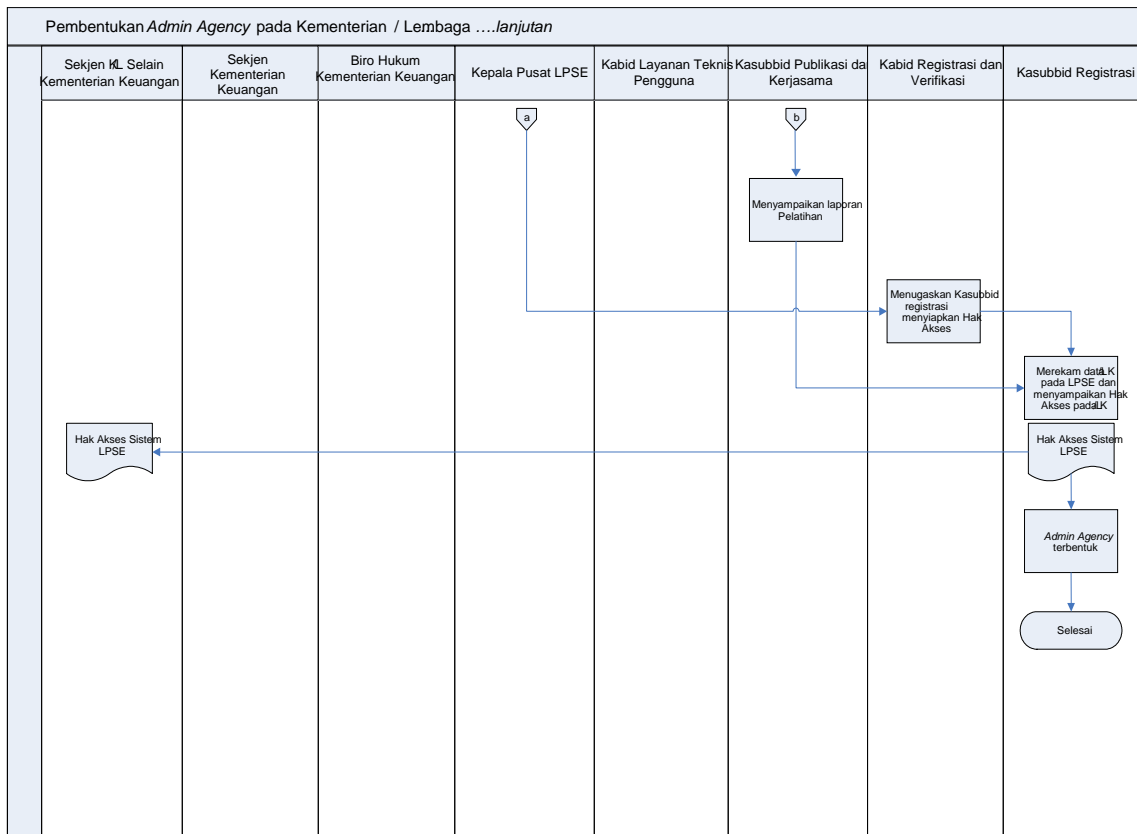 Pembentukan Admin Agency pada Kementerian / Lembaga ....lanjutan
Sekjen K/L Selain
Kementerian Keuangan
Sekjen
Kementerian
Keuangan
Biro Hukum
Kementerian Keuangan
Kepala Pusat LPSE
Kabid Layanan Teknis
Pengguna
Kasubbid Publikasi dan
Kerjasama
Kabid Registrasi dan
Verifikasi
Kasubbid Registrasi
a
b
Menyampaikan laporan
Pelatihan
Menugaskan Kasubbid
registrasi
menyiapkan Hak
Akses
Merekam data
pada LPSE dan
menyampaikan Hak
Akses pada
Hak Akses Sistem
LPSE
Hak Akses Sistem
LPSE
Admin Agency
terbentuk
Selesai